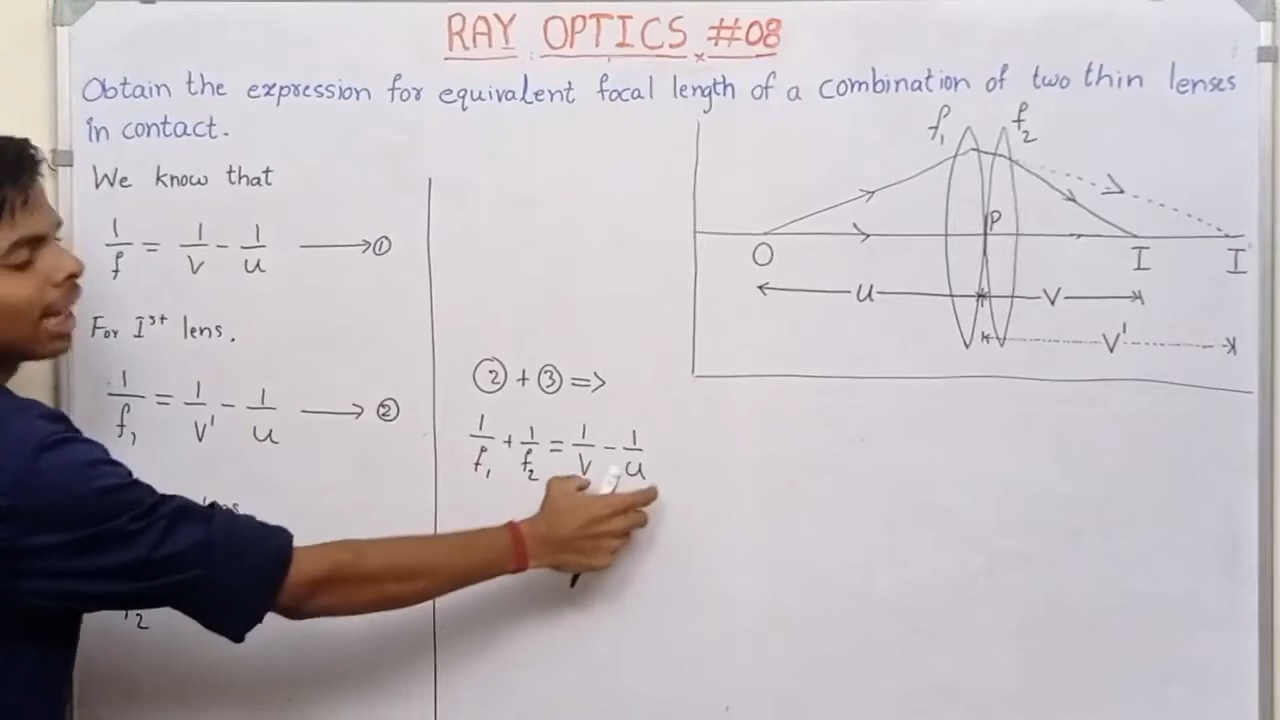 RAY OPTICS #08
Obtain the expression for equivalent focal length of a combination of two thin lenses
in contact.
We know that
1/f = 1/v - 1/u ⟶ ①
For Ist lens.
1/f₁ = 1/v' - 1/u ⟶ ②
f₂
② + ③ =>
1/f₁ + 1/f₂ = 1/v - 1/u
f₁ f₂
P
O I I'
u v
v'